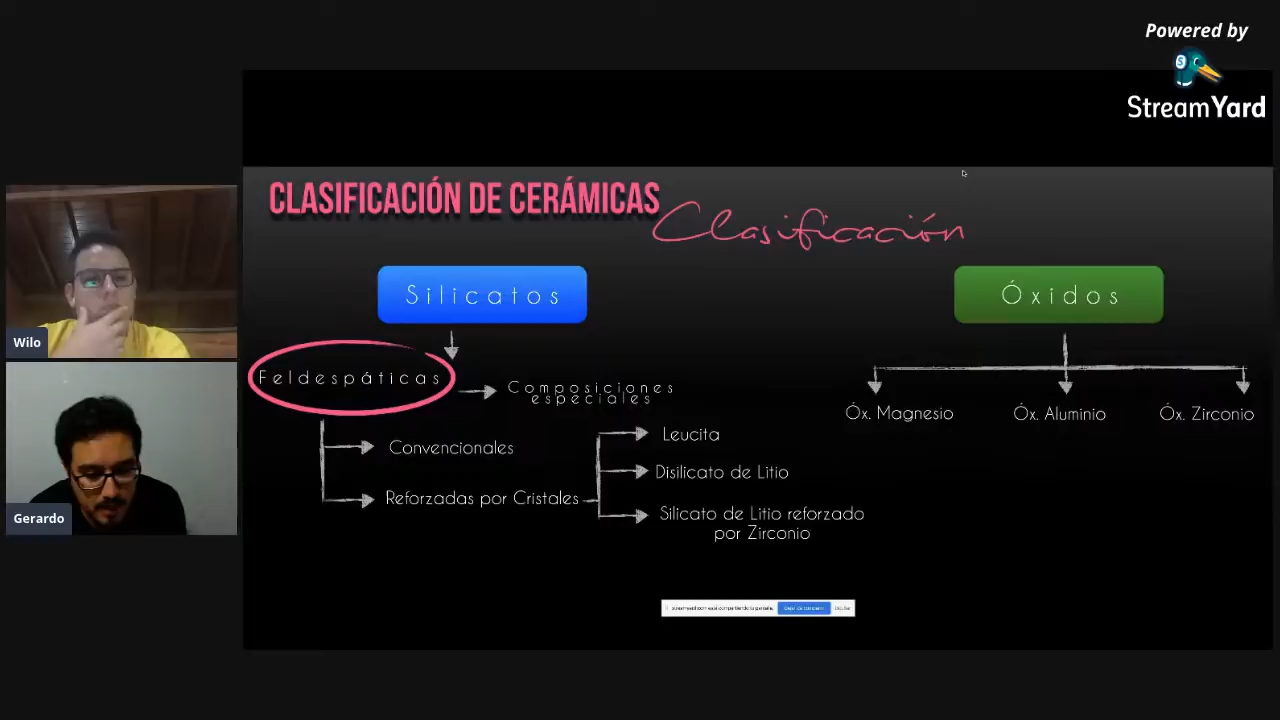 Powered by
StreamYard
CLASIFICACIÓN DE CERÁMICAS
Clasificación
Silicatos
Óxidos
Feldespáticas
Composiciones
especiales
Óx. Magnesio
Óx. Aluminio
Óx. Zirconio
Convencionales
Leucita
Disilicato de Litio
Reforzadas por Cristales
Silicato de Litio reforzado
por Zirconio
Wilo
Gerardo